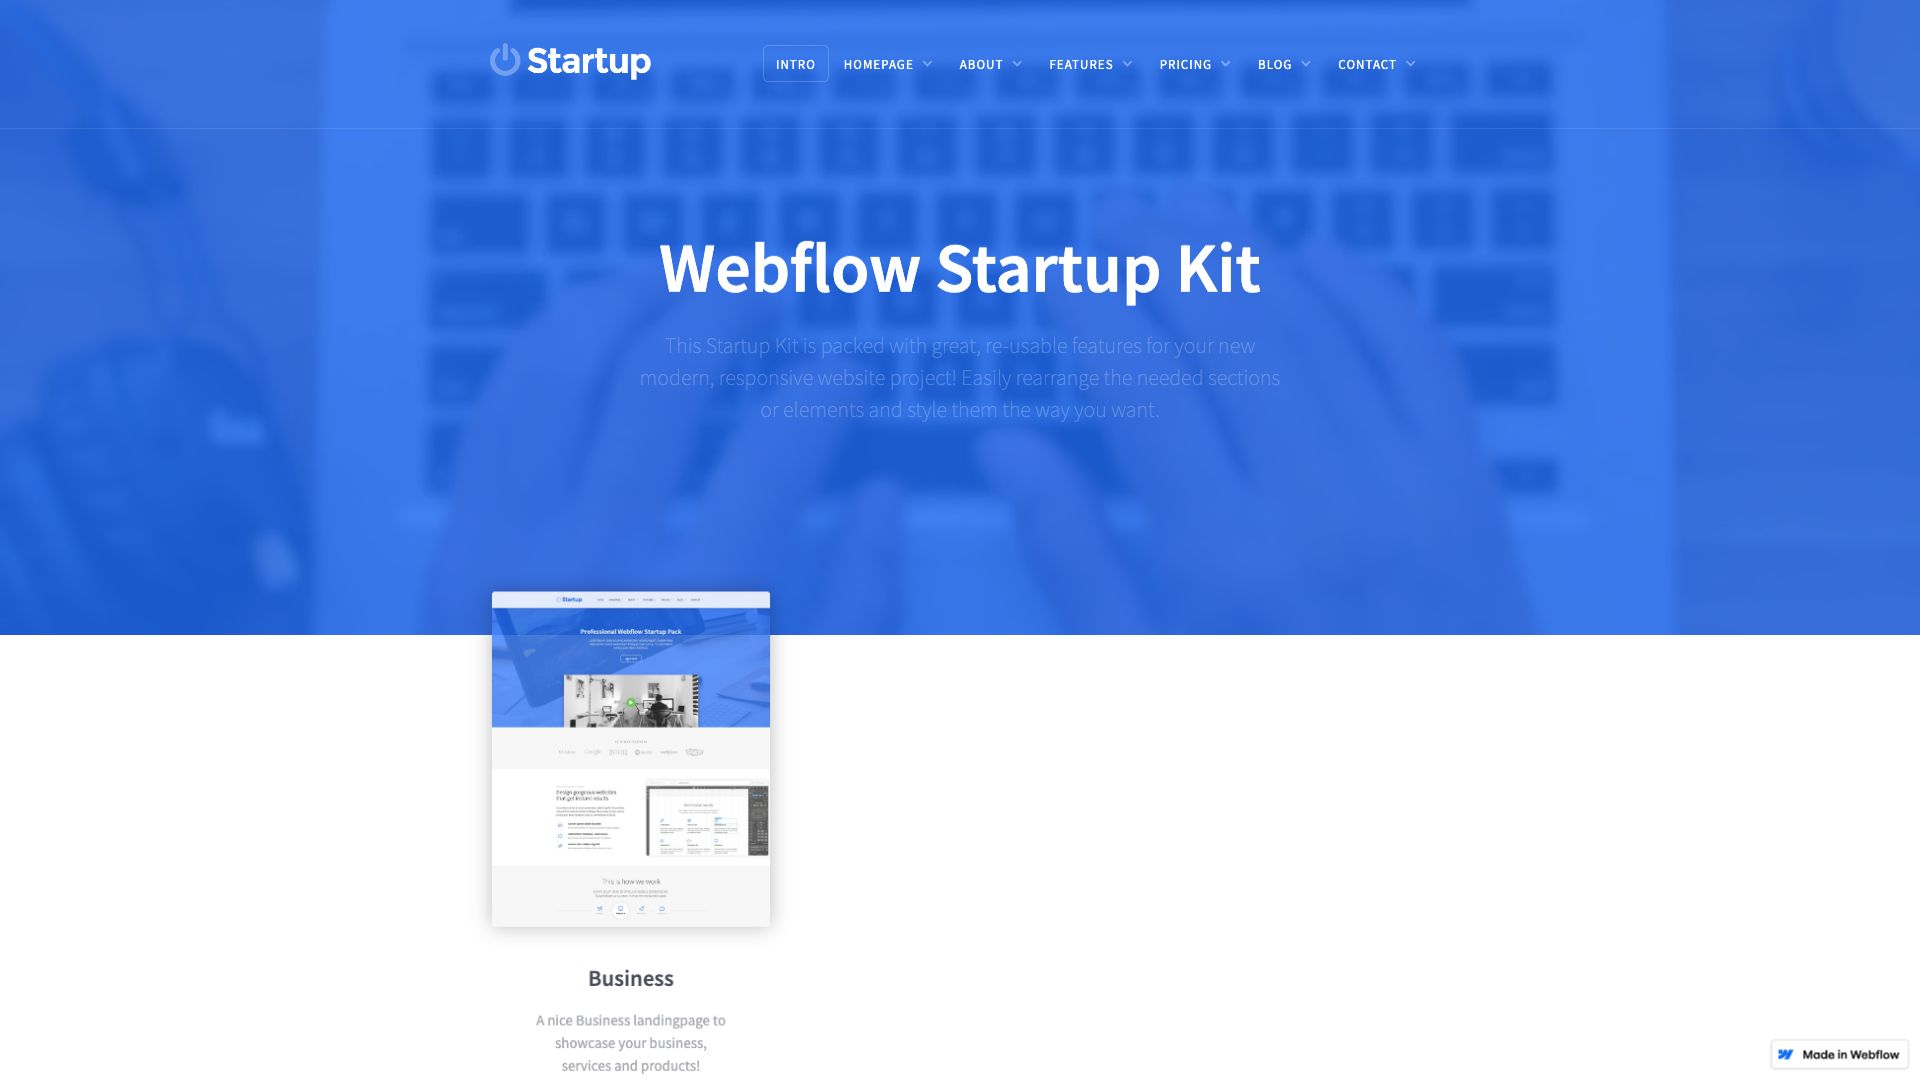 Startup
INTRO
HOMEPAGE
ABOUT
FEATURES
PRICING
BLOG
CONTACT
Webflow Startup Kit
This Startup Kit is packed with great, re-usable features for your new
modern, responsive website project! Easily rearrange the needed sections
or elements and style them the way you want.
Startup
Professional Webflow Startup Pack
Google
Design gorgeous websites
that get instant results
This is how we work
Business
A nice Business landingpage to
showcase your business,
services and products!
Made in Webflow